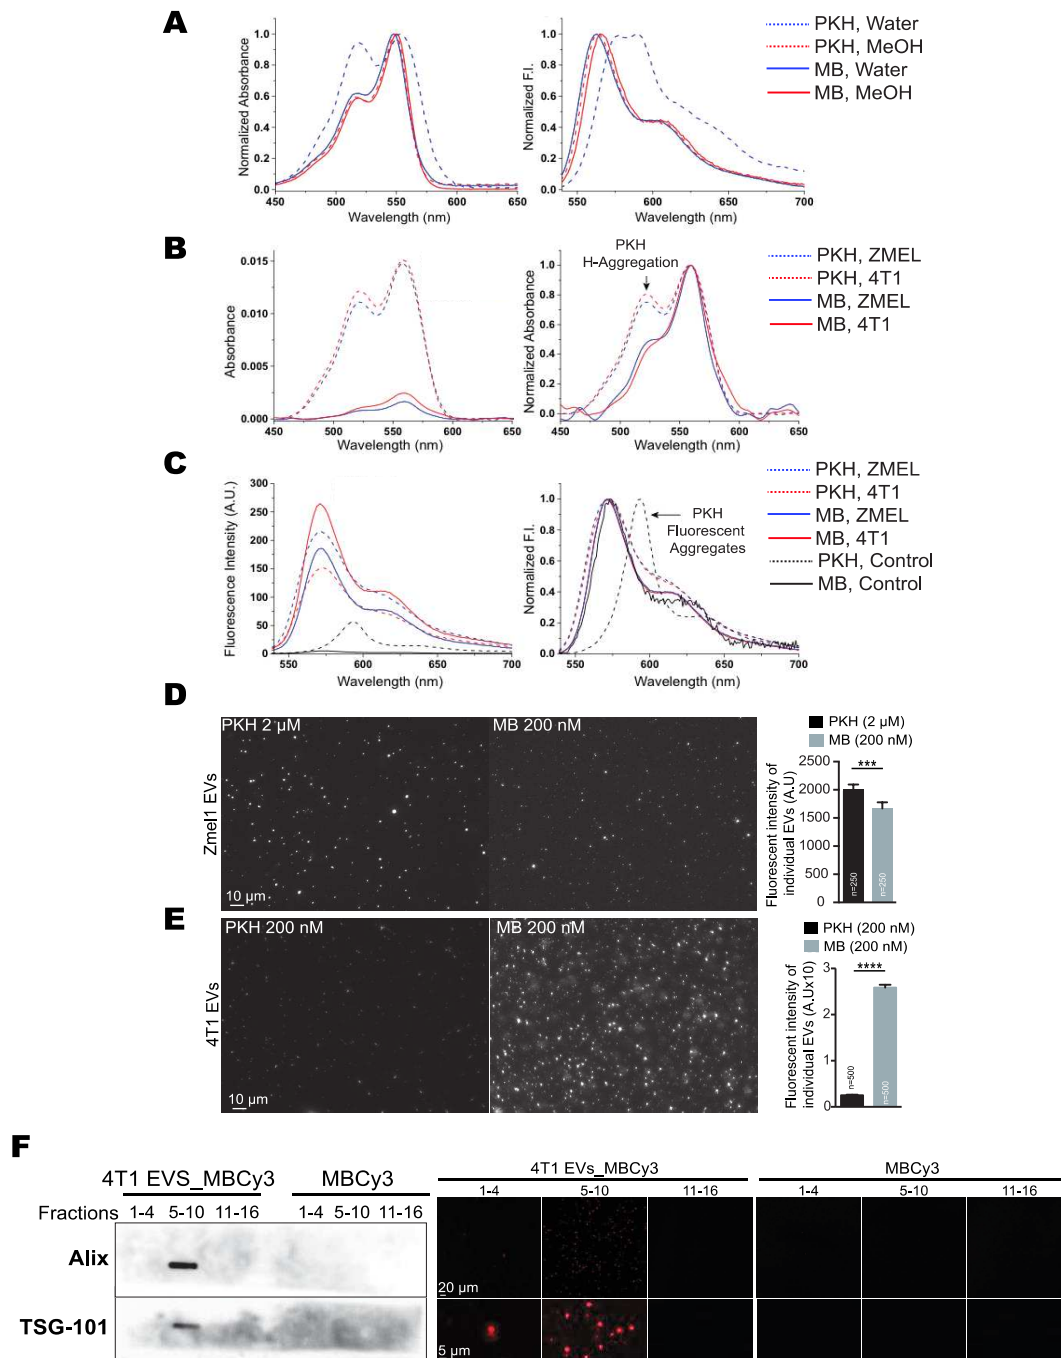 A
Normalized Absorbance
1.0
0.8
0.6
0.4
0.2
0.0
450 500 550 600 650
Wavelength (nm)
Normalized F.I.
1.0
0.8
0.6
0.4
0.2
0.0
550 600 650 700
Wavelength (nm)
PKH, Water
PKH, MeOH
MB, Water
MB, MeOH
B
Absorbance
0.015
0.010
0.005
0.000
450 500 550 600 650
Wavelength (nm)
PKH
H-Aggregation
Normalized Absorbance
1.0
0.8
0.6
0.4
0.2
0.0
450 500 550 600 650
Wavelength (nm)
PKH, ZMEL
PKH, 4T1
MB, ZMEL
MB, 4T1
C
Fluorescence Intensity (A.U.)
300
250
200
150
100
50
0
550 600 650 700
Wavelength (nm)
Normalized F.I.
1.0
0.8
0.6
0.4
0.2
0.0
550 600 650 700
Wavelength (nm)
PKH
Fluorescent
Aggregates
PKH, ZMEL
PKH, 4T1
MB, ZMEL
MB, 4T1
PKH, Control
MB, Control
D
Zmel1 EVs
PKH 2 µM
MB 200 nM
10 µm
PKH (2 µM)
MB (200 nM)
Fluorescent intensity of
individual EVs (A.U)
2500
2000
1500
1000
500
0
***
n=250
n=250
E
4T1 EVs
PKH 200 nM
MB 200 nM
10 µm
PKH (200 nM)
MB (200 nM)
Fluorescent intensity of
individual EVs (A.Ux10)
3
2
1
0
****
n=500
n=500
F
4T1 EVS_MBCy3 MBCy3
Fractions 1-4 5-10 11-16 1-4 5-10 11-16
Alix
TSG-101
4T1 EVs_MBCy3 MBCy3
1-4 5-10 11-16 1-4 5-10 11-16
20 µm
5 µm